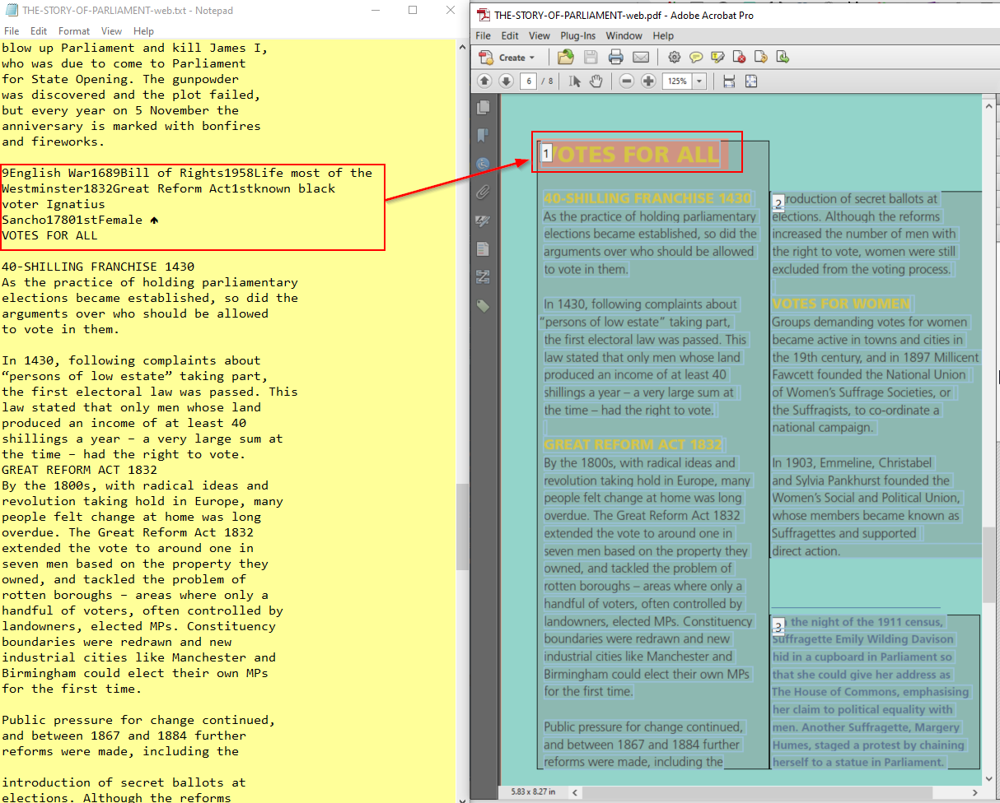 THE-STORY-OF-PARLIAMENT-web.txt - Notepad
File Edit Format View Help
blow up Parliament and kill James I,
who was due to come to Parliament
for State Opening. The gunpowder
was discovered and the plot failed,
but every year on 5 November the
anniversary is marked with bonfires
and fireworks.
9English War1689Bill of Rights1958Life most of the
Westminster1832Great Reform Act1stknown black
voter Ignatius
Sancho17801stFemale ↑
VOTES FOR ALL
40-SHILLING FRANCHISE 1430
As the practice of holding parliamentary
elections became established, so did the
arguments over who should be allowed
to vote in them.
In 1430, following complaints about
“persons of low estate” taking part,
the first electoral law was passed. This
law stated that only men whose land
produced an income of at least 40
shillings a year – a very large sum at
the time – had the right to vote.
GREAT REFORM ACT 1832
By the 1800s, with radical ideas and
revolution taking hold in Europe, many
people felt change at home was long
overdue. The Great Reform Act 1832
extended the vote to around one in
seven men based on the property they
owned, and tackled the problem of
rotten boroughs – areas where only a
handful of voters, often controlled by
landowners, elected MPs. Constituency
boundaries were redrawn and new
industrial cities like Manchester and
Birmingham could elect their own MPs
for the first time.
Public pressure for change continued,
and between 1867 and 1884 further
reforms were made, including the
introduction of secret ballots at
elections. Although the reforms
THE-STORY-OF-PARLIAMENT-web.pdf - Adobe Acrobat Pro
File Edit View Plug-Ins Window Help
Create
6 / 8 125%
1 VOTES FOR ALL
40-SHILLING FRANCHISE 1430
As the practice of holding parliamentary
elections became established, so did the
arguments over who should be allowed
to vote in them.
In 1430, following complaints about
“persons of low estate” taking part,
the first electoral law was passed. This
law stated that only men whose land
produced an income of at least 40
shillings a year – a very large sum at
the time – had the right to vote.
GREAT REFORM ACT 1832
By the 1800s, with radical ideas and
revolution taking hold in Europe, many
people felt change at home was long
overdue. The Great Reform Act 1832
extended the vote to around one in
seven men based on the property they
owned, and tackled the problem of
rotten boroughs – areas where only a
handful of voters, often controlled by
landowners, elected MPs. Constituency
boundaries were redrawn and new
industrial cities like Manchester and
Birmingham could elect their own MPs
for the first time.
Public pressure for change continued,
and between 1867 and 1884 further
reforms were made, including the
2 roduction of secret ballots at
elections. Although the reforms
increased the number of men with
the right to vote, women were still
excluded from the voting process.
VOTES FOR WOMEN
Groups demanding votes for women
became active in towns and cities in
the 19th century, and in 1897 Millicent
Fawcett founded the National Union
of Women’s Suffrage Societies, or
the Suffragists, to co-ordinate a
national campaign.
In 1903, Emmeline, Christabel
and Sylvia Pankhurst founded the
Women’s Social and Political Union,
whose members became known as
Suffragettes and supported
direct action.
3 the night of the 1911 census,
Suffragette Emily Wilding Davison
hid in a cupboard in Parliament so
that she could give her address as
The House of Commons, emphasising
her claim to political equality with
men. Another Suffragette, Margery
Humes, staged a protest by chaining
herself to a statue in Parliament.
5.83 x 8.27 in